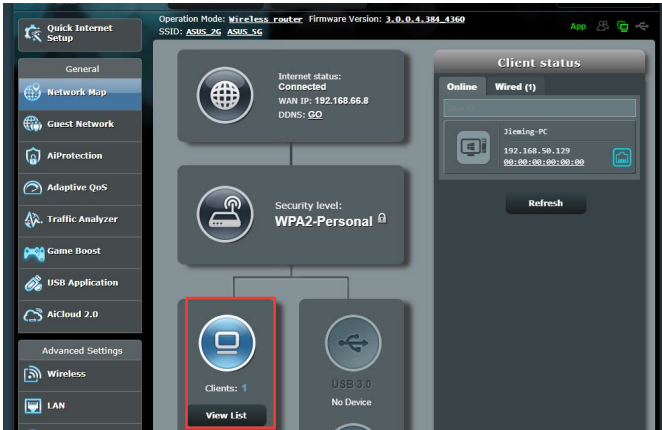 Operation Mode: Wireless router Firmware Version: 3.0.0.4.384_4360
SSID: ASUS_2G ASUS_5G
App
Quick Internet
Setup
General
Network Map
Guest Network
AiProtection
Adaptive QoS
Traffic Analyzer
Game Boost
USB Application
AiCloud 2.0
Advanced Settings
Wireless
LAN
Internet status:
Connected
WAN IP: 192.168.66.8
DDNS: GO
Security level:
WPA2-Personal
Clients: 1
View List
USB 3.0
No Device
Client status
Online
Wired (1)
Jieming-PC
192.168.50.129
00:00:00:00:00:00
Refresh